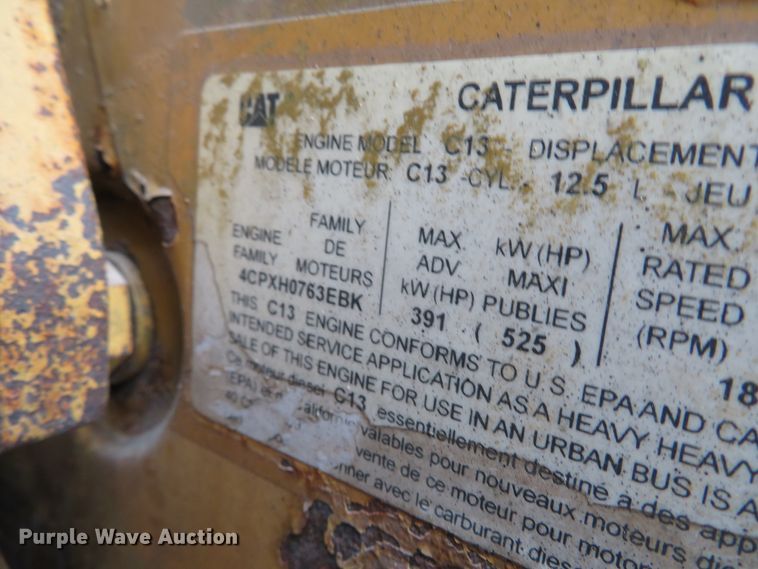 CAT
CATERPILLAR
ENGINE MODEL C13 - DISPLACEMENT
MODELE MOTEUR C13 -CYL. - 12.5 L - JEU
ENGINE FAMILY
FAMILY DE MOTEURS
4CPXH0763EBK
MAX. kW (HP)
ADV. MAXI
kW (HP) PUBLIES
391 ( 525 )
MAX.
RATED
SPEED
(RPM)
18
THIS C13 ENGINE CONFORMS TO U.S. EPA AND CA
INTENDED SERVICE APPLICATION AS A HEAVY HEAVY
SALE OF THIS ENGINE FOR USE IN AN URBAN BUS IS A
Ce moteur diesel C13 essentiellement destine a des app
(EPA) valables pour nouveaux moteurs
vente de ce moteur pour
avec le carburant
Purple Wave Auction